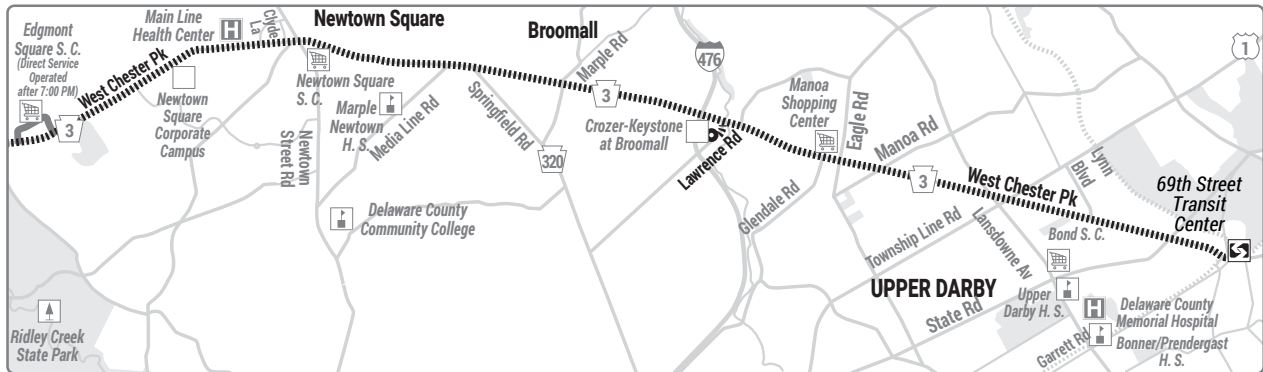 Edgmont
Square S. C.
(Direct Service
Operated
after 7:00 PM)
3
West Chester Pk
Main Line
Health Center
H
Clyde
La
Newtown Square
Newtown
Square
Corporate
Campus
Newtown Square
S. C.
Newtown
Street Rd
Marple
Newtown
H. S.
Media Line Rd
Delaware County
Community College
Ridley Creek
State Park
Broomall
Springfield Rd
320
Marple Rd
3
476
Crozer-Keystone
at Broomall
Lawrence Rd
Manoa
Shopping
Center
Eagle Rd
Manoa Rd
Glendale Rd
3
West Chester Pk
Township Line Rd
Lansdowne Av
UPPER DARBY
State Rd
Lynn
Blvd
1
69th Street
Transit
Center
Bond S. C.
Upper
Darby H. S.
H
Delaware County
Memorial Hospital
Garrett Rd
Bonner/Prendergast
H. S.